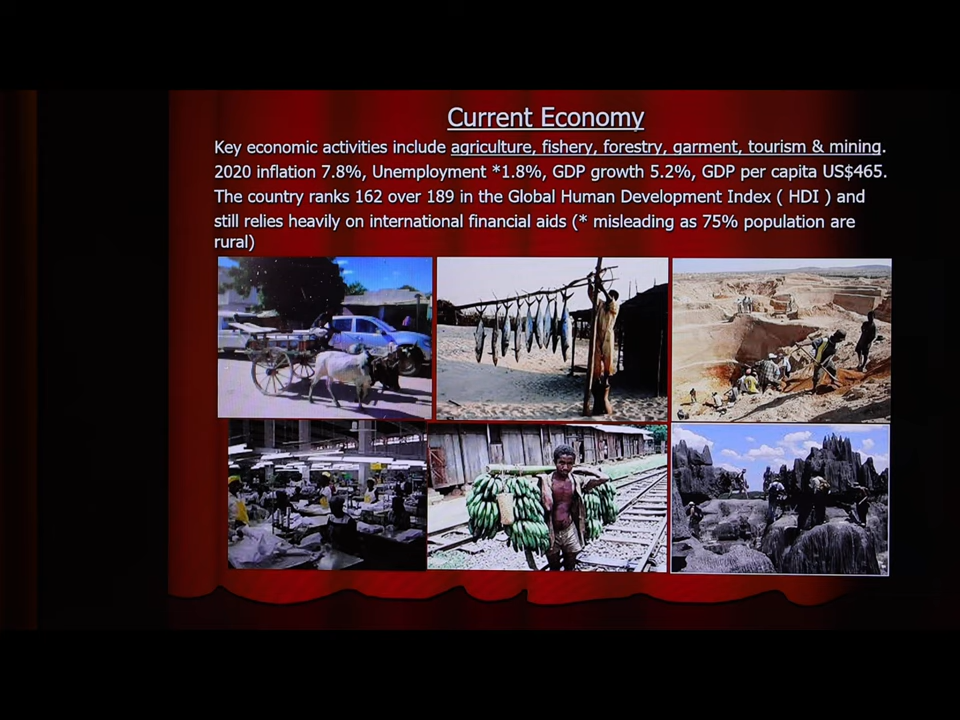 Current Economy
Key economic activities include agriculture, fishery, forestry, garment, tourism & mining.
2020 inflation 7.8%, Unemployment *1.8%, GDP growth 5.2%, GDP per capita US$465.
The country ranks 162 over 189 in the Global Human Development Index ( HDI ) and
still relies heavily on international financial aids (* misleading as 75% population are
rural)